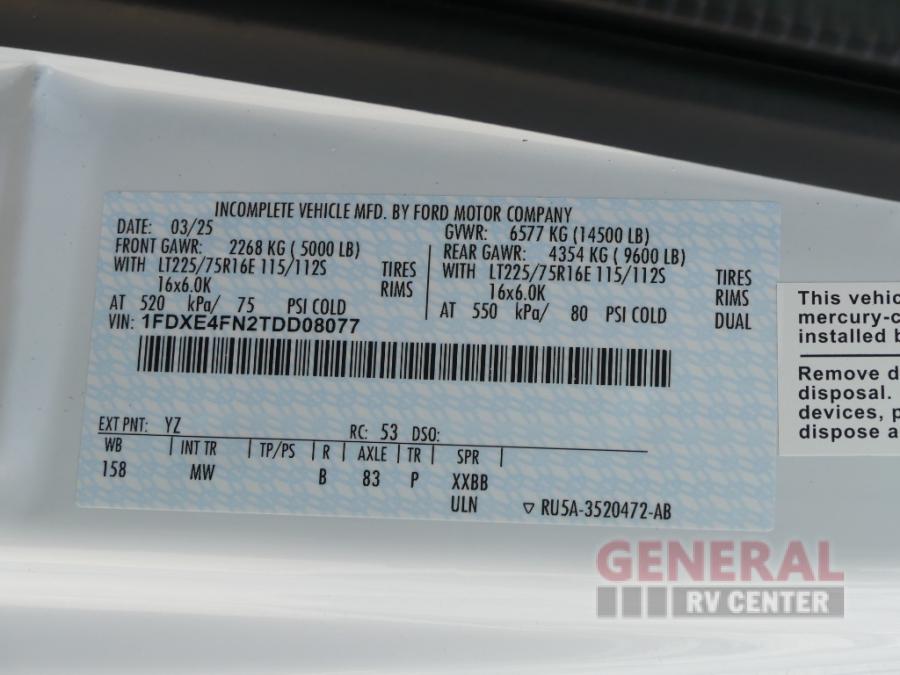 INCOMPLETE VEHICLE MFD. BY FORD MOTOR COMPANY
DATE: 03/25 GVWR: 6577 KG (14500 LB)
FRONT GAWR: 2268 KG ( 5000 LB) REAR GAWR: 4354 KG ( 9600 LB)
WITH LT225/75R16E 115/112S TIRES WITH LT225/75R16E 115/112S TIRES
16x6.0K RIMS 16x6.0K RIMS
AT 520 kPa/ 75 PSI COLD AT 550 kPa/ 80 PSI COLD DUAL
VIN: 1FDXE4FN2TDD08077
EXT PNT: YZ RC: 53 DSO:
WB INT TR TP/PS R AXLE TR SPR
158 MW B 83 P XXBB
ULN ▽ RU5A-3520472-AB
This vehic
mercury-c
installed b
Remove d
disposal.
devices, p
dispose a
GENERAL
RV CENTER